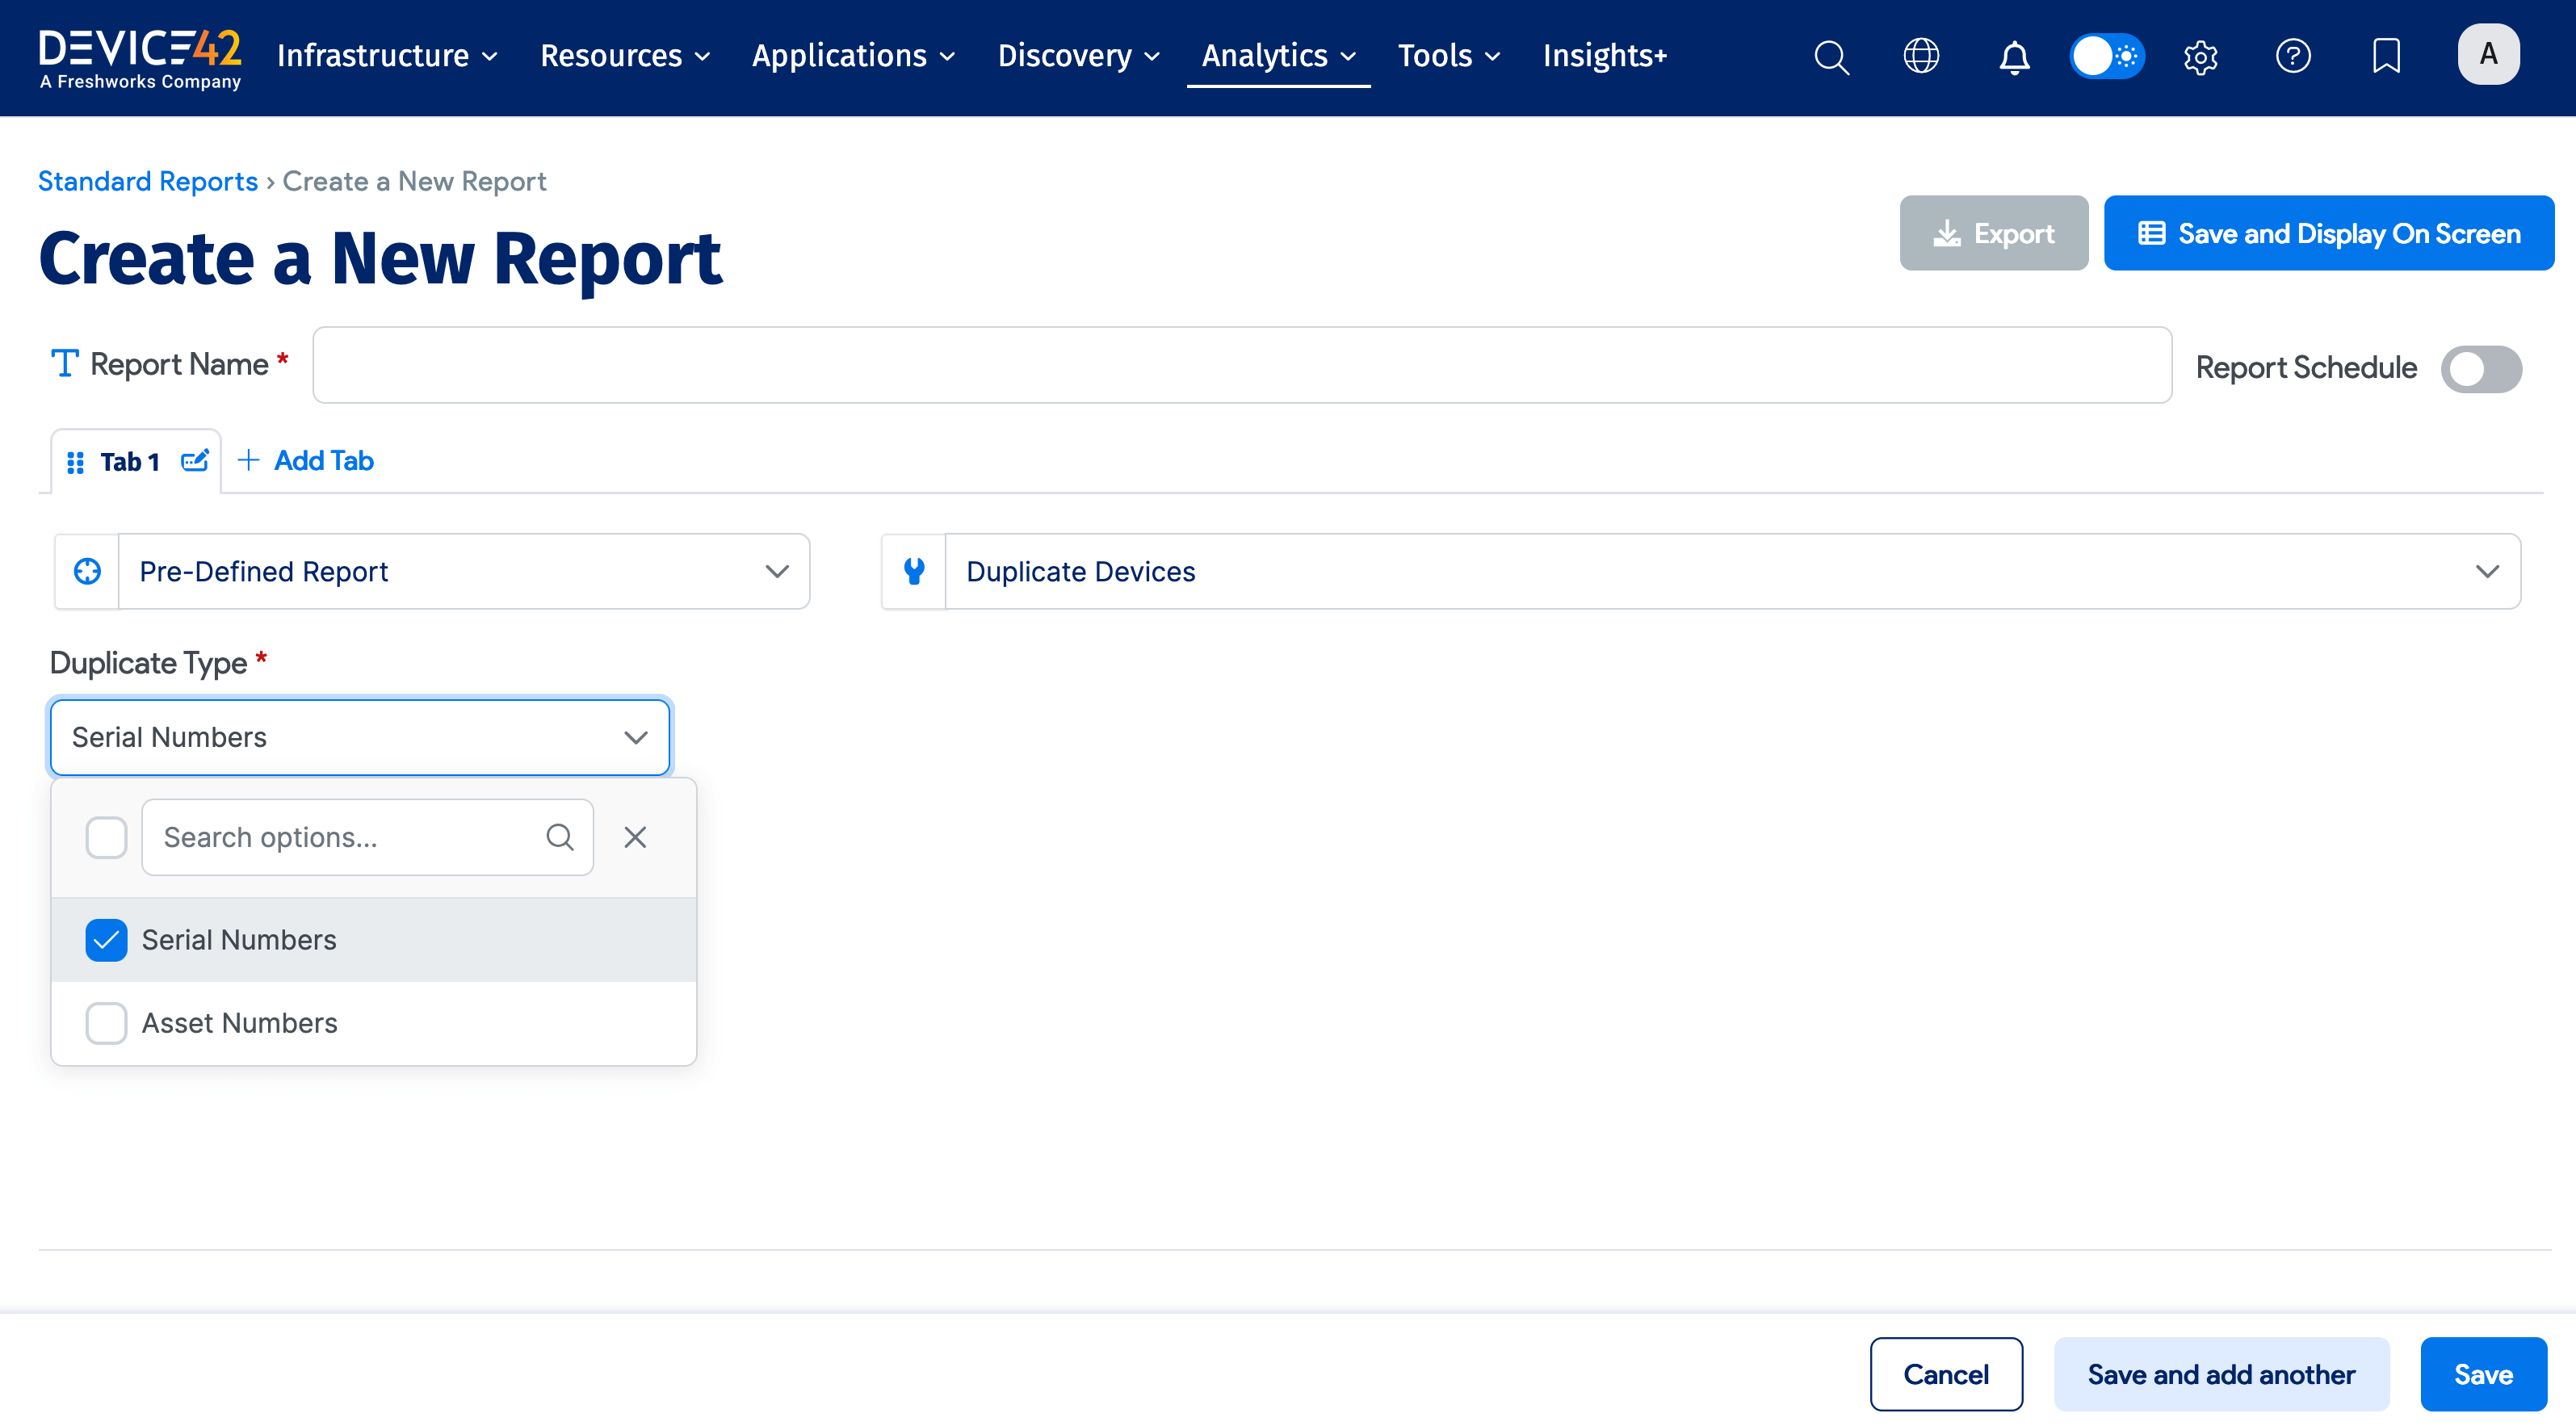 DEVICE42
A Freshworks Company
Infrastructure
Resources
Applications
Discovery
Analytics
Tools
Insights+
A
Standard Reports › Create a New Report
Create a New Report
Export
Save and Display On Screen
Report Name *
Report Schedule
Tab 1
+ Add Tab
Pre-Defined Report
Duplicate Devices
Duplicate Type *
Serial Numbers
Search options...
Serial Numbers
Asset Numbers
Cancel
Save and add another
Save